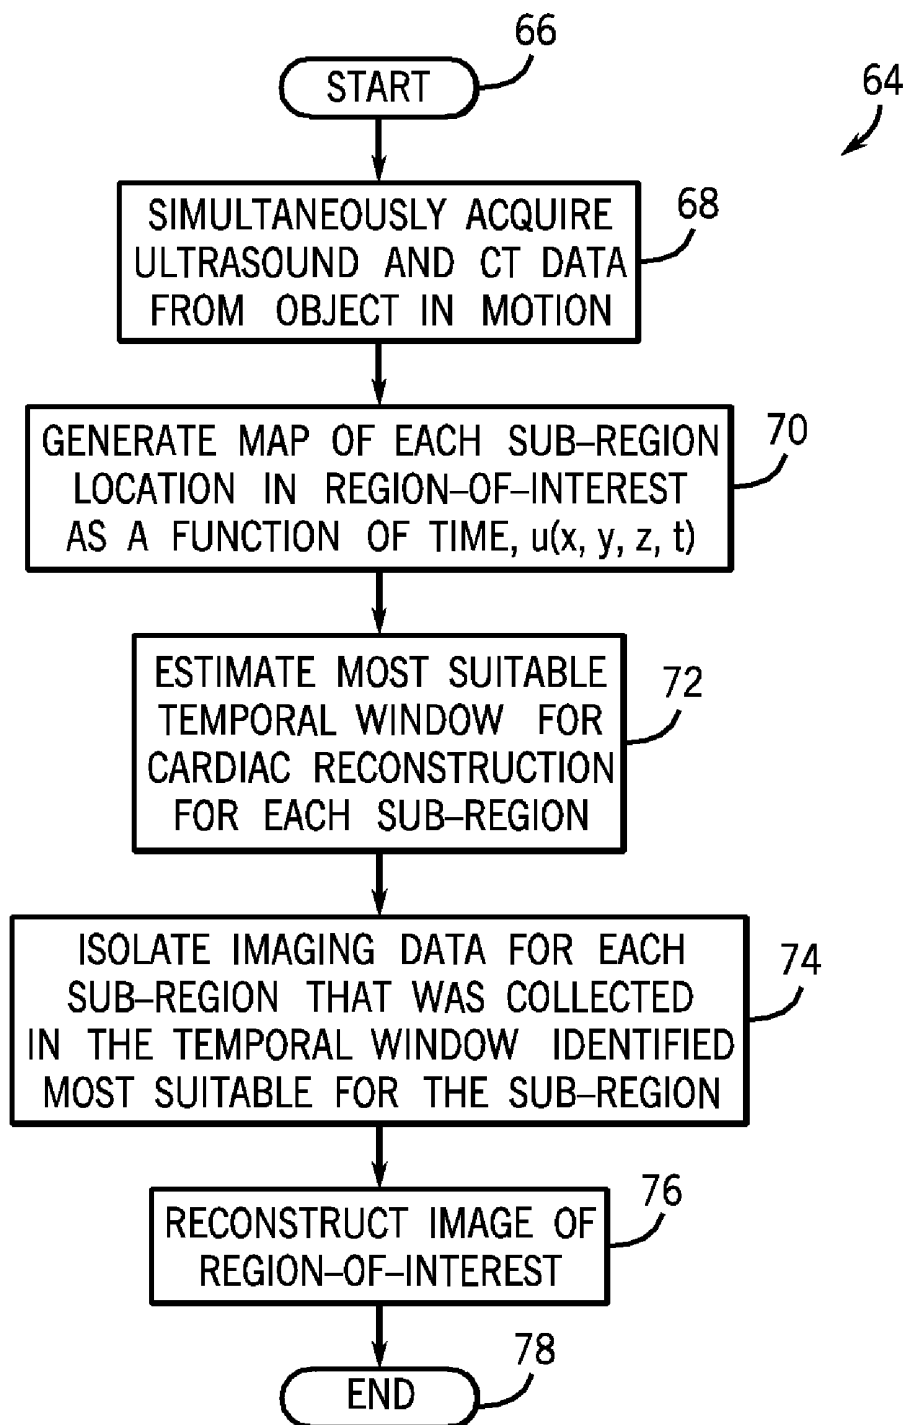 66
START
64
68
SIMULTANEOUSLY ACQUIRE
ULTRASOUND AND CT DATA
FROM OBJECT IN MOTION
70
GENERATE MAP OF EACH SUB–REGION
LOCATION IN REGION–OF–INTEREST
AS A FUNCTION OF TIME, u(x, y, z, t)
72
ESTIMATE MOST SUITABLE
TEMPORAL WINDOW FOR
CARDIAC RECONSTRUCTION
FOR EACH SUB–REGION
74
ISOLATE IMAGING DATA FOR EACH
SUB–REGION THAT WAS COLLECTED
IN THE TEMPORAL WINDOW IDENTIFIED
MOST SUITABLE FOR THE SUB–REGION
76
RECONSTRUCT IMAGE OF
REGION–OF–INTEREST
78
END